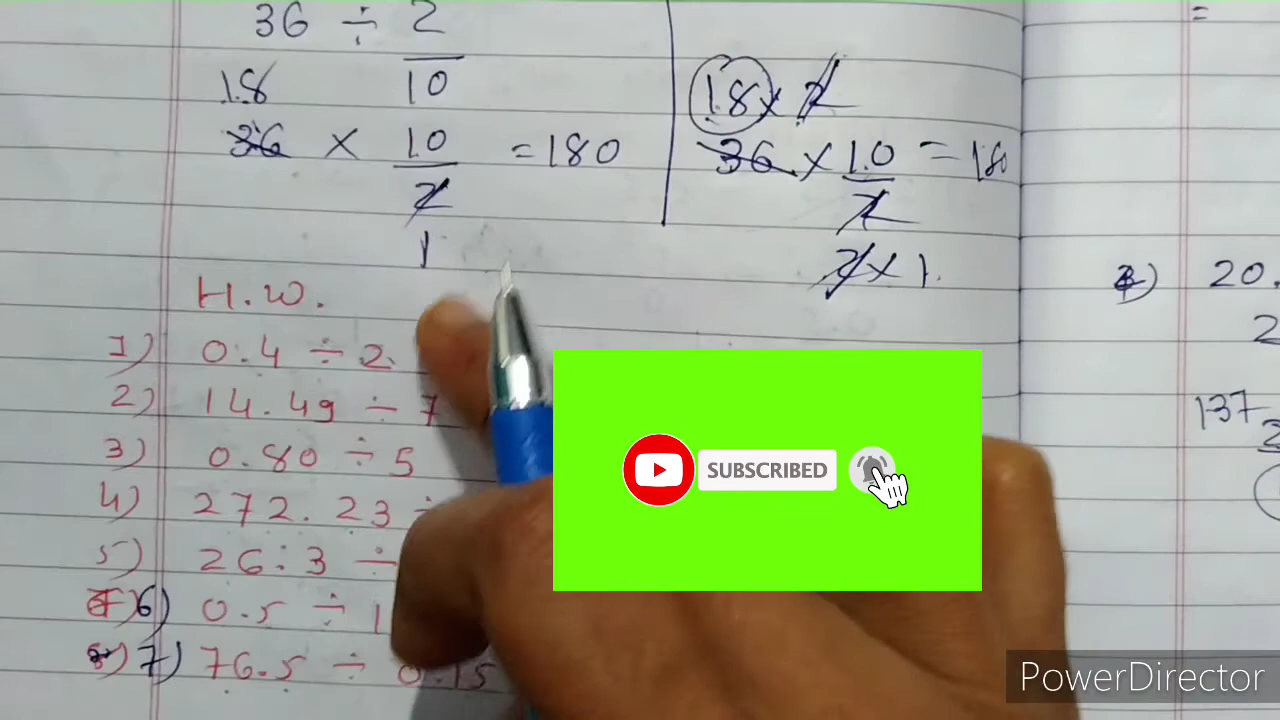 36 ÷ 2
10
18
36 × 10 = 180
2
1
18 × 2
36 × 10 = 180
2
2 × 1
H.W.
1) 0.4 ÷ 2
2) 14.49 ÷ 7
3) 0.80 ÷ 5
4) 272.23 ÷
5) 26.3 ÷
6) 0.5 ÷ 1
7) 76.5 ÷ 0.15
=
20.
2
137
SUBSCRIBED
PowerDirector